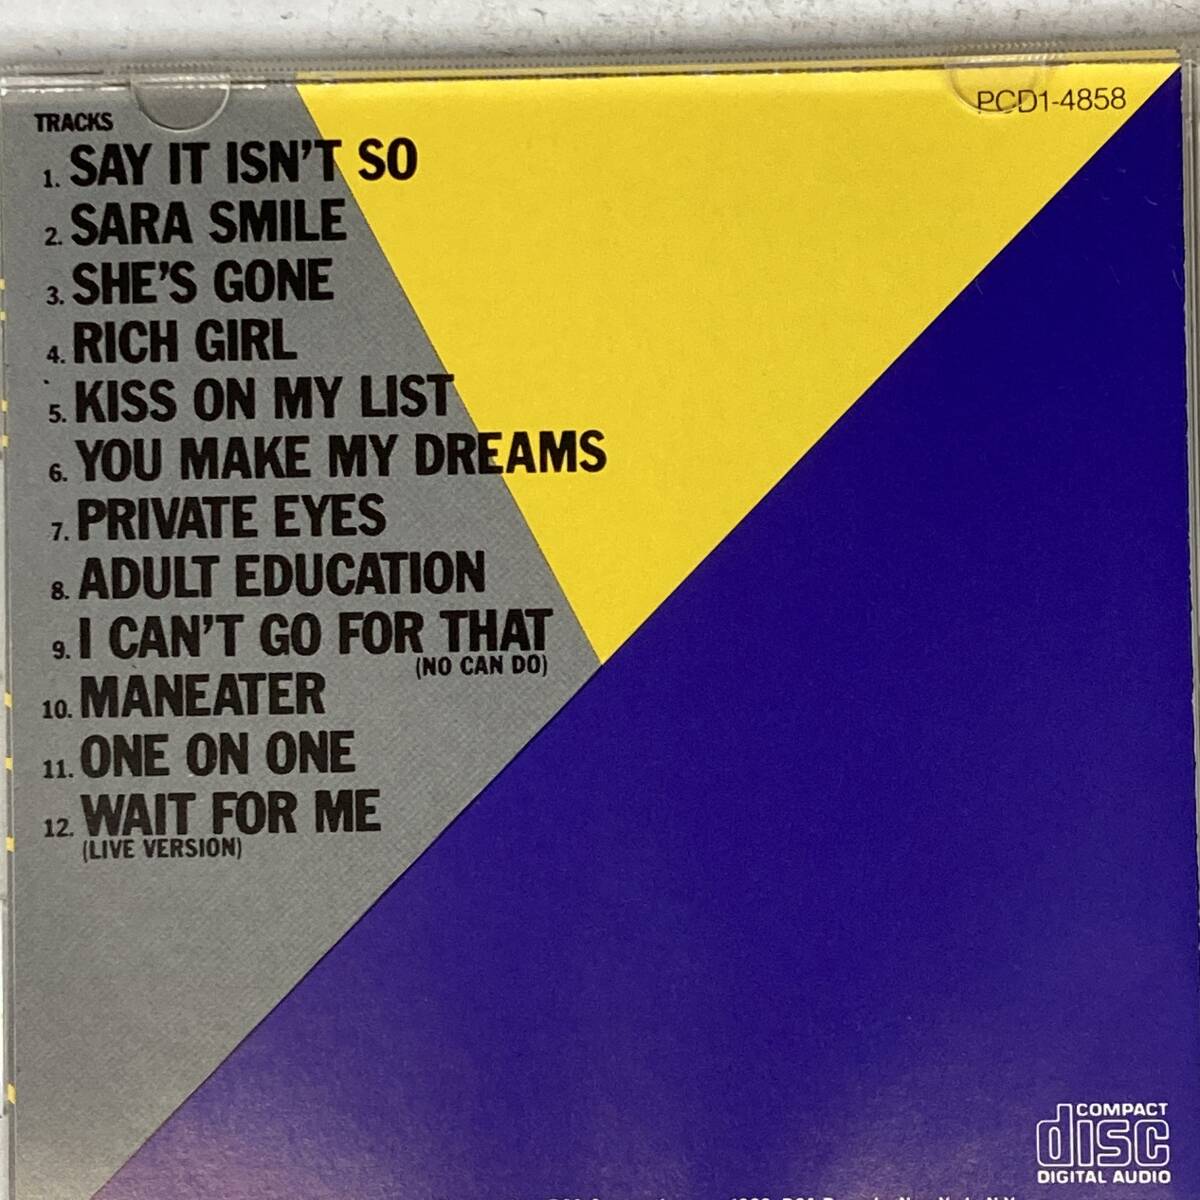 PCD1-4858
TRACKS
1. SAY IT ISN'T SO
2. SARA SMILE
3. SHE'S GONE
4. RICH GIRL
5. KISS ON MY LIST
6. YOU MAKE MY DREAMS
7. PRIVATE EYES
8. ADULT EDUCATION
9. I CAN'T GO FOR THAT
(NO CAN DO)
10. MANEATER
11. ONE ON ONE
12. WAIT FOR ME
(LIVE VERSION)
COMPACT
disc
DIGITAL AUDIO